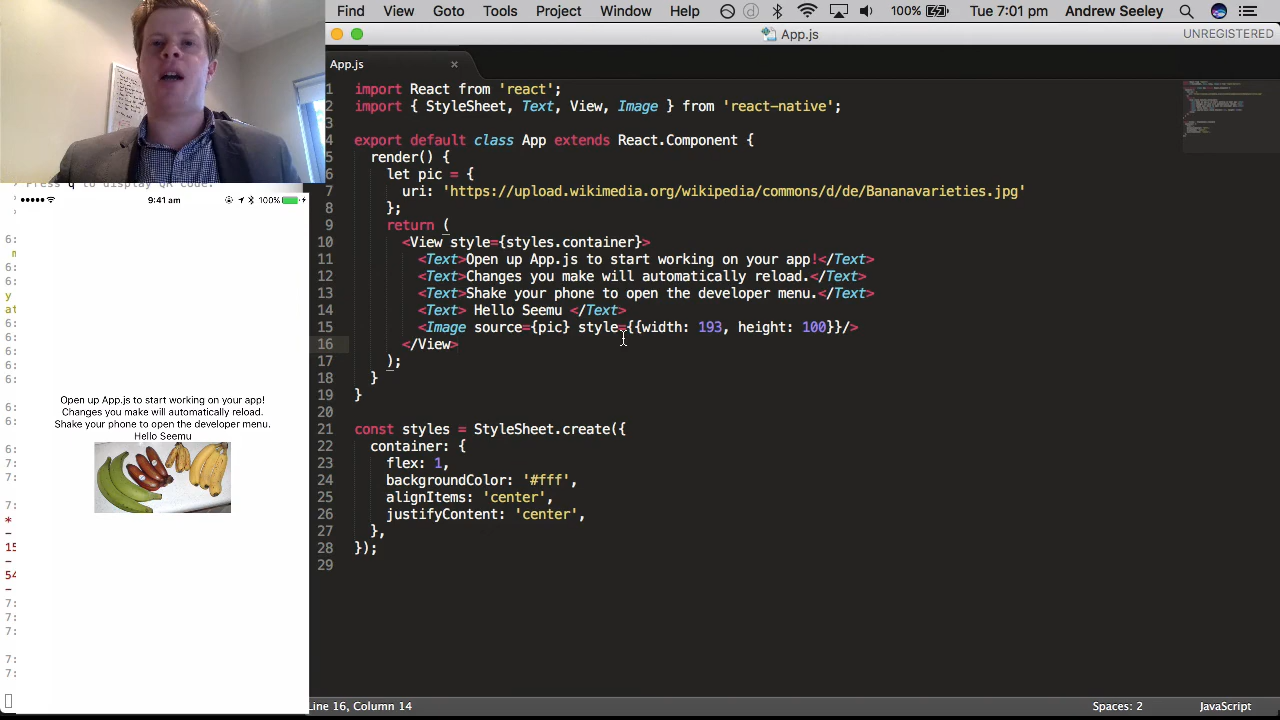 Find View Goto Tools Project Window Help 100% Tue 7:01 pm Andrew Seeley
App.js UNREGISTERED
App.js
1 import React from 'react';
2 import { StyleSheet, Text, View, Image } from 'react-native';
3
4 export default class App extends React.Component {
5 render() {
6 let pic = {
7 uri: 'https://upload.wikimedia.org/wikipedia/commons/d/de/Bananavarieties.jpg'
8 };
9 return (
10 <View style={styles.container}>
11 <Text>Open up App.js to start working on your app!</Text>
12 <Text>Changes you make will automatically reload.</Text>
13 <Text>Shake your phone to open the developer menu.</Text>
14 <Text> Hello Seemu </Text>
15 <Image source={pic} style={{width: 193, height: 100}}/>
16 </View>
17 );
18 }
19 }
20
21 const styles = StyleSheet.create({
22 container: {
23 flex: 1,
24 backgroundColor: '#fff',
25 alignItems: 'center',
26 justifyContent: 'center',
27 },
28 });
29
Line 16, Column 14 Spaces: 2 JavaScript
Press q to display QR code.
9:41 am 100%
Open up App.js to start working on your app!
Changes you make will automatically reload.
Shake your phone to open the developer menu.
Hello Seemu